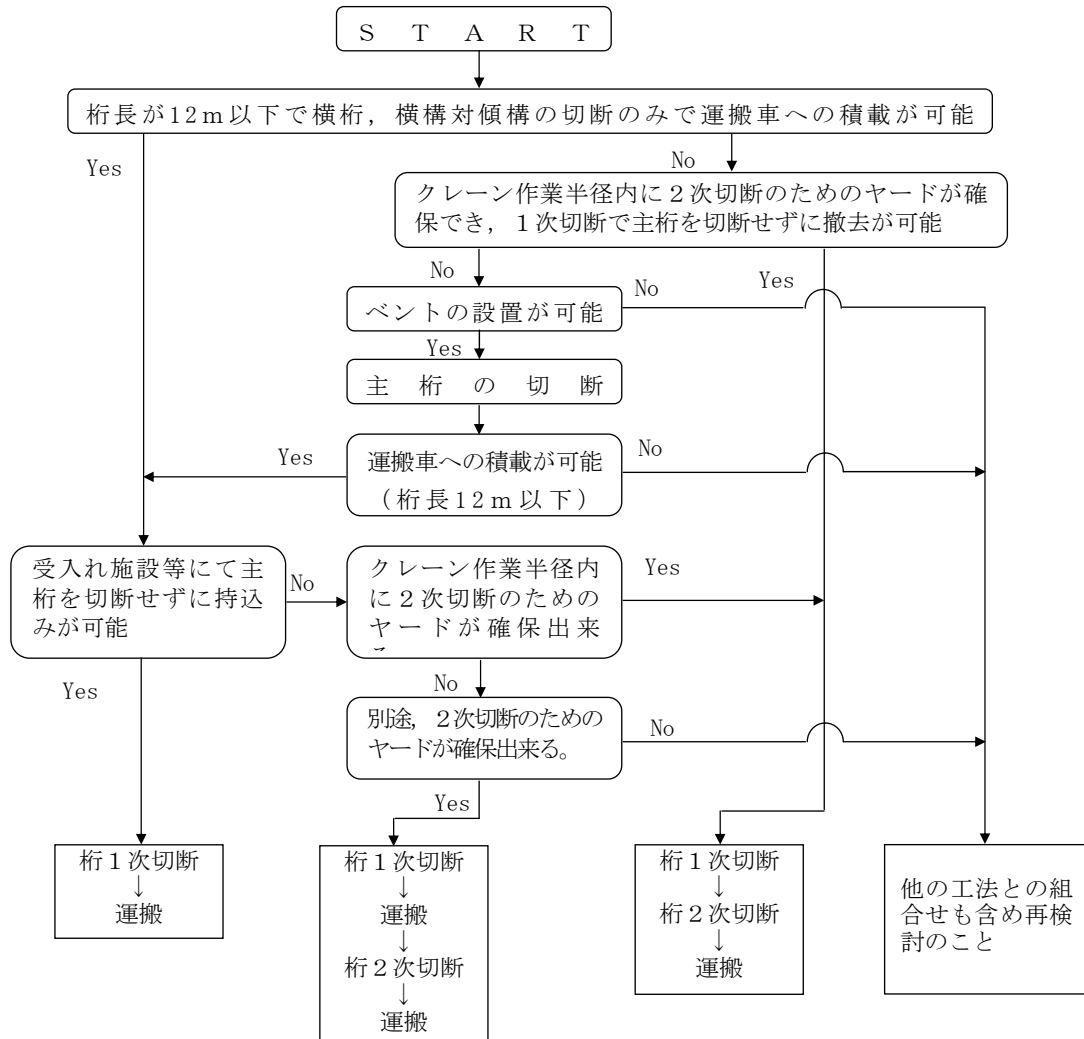 START
桁長が12m以下で横桁，横構対傾構の切断のみで運搬車への積載が可能
Yes
No
クレーン作業半径内に２次切断のためのヤードが確
保でき，１次切断で主桁を切断せずに撤去が可能
No
Yes
ベントの設置が可能
No
Yes
主桁の切断
運搬車への積載が可能
（桁長12m以下）
Yes
No
受入れ施設等にて主
桁を切断せずに持込
みが可能
No
クレーン作業半径内
に２次切断のための
ヤードが確保出来
Yes
Yes
No
別途，２次切断のための
ヤードが確保出来る。
No
Yes
桁１次切断
↓
運搬
桁１次切断
↓
運搬
↓
桁２次切断
↓
運搬
桁１次切断
↓
桁２次切断
↓
運搬
他の工法との組
合せも含め再検
討のこと